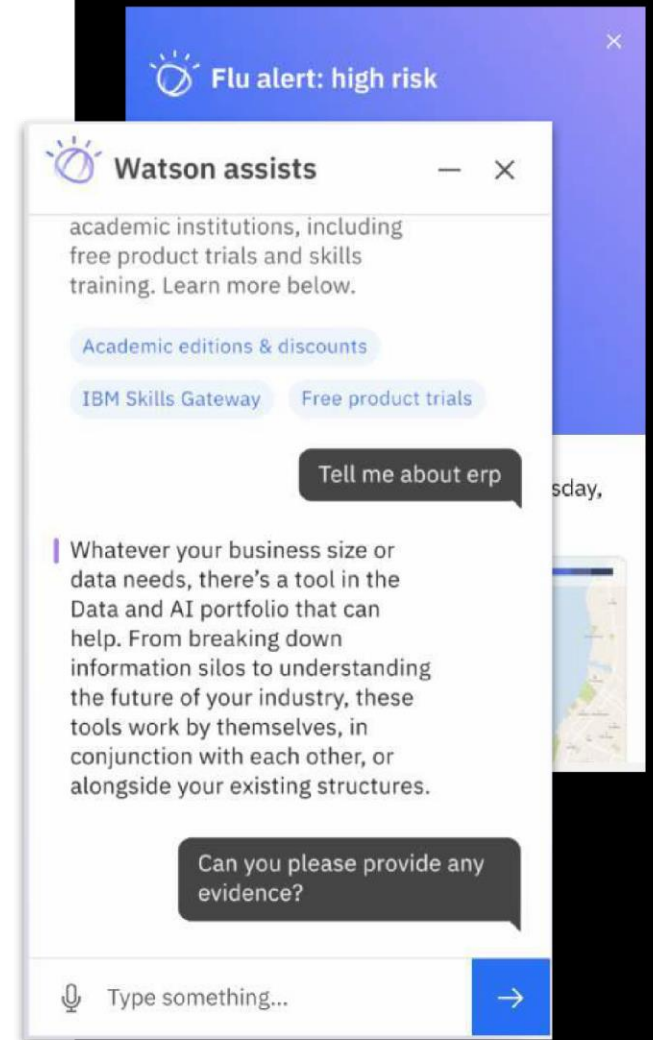 Flu alert: high risk
Watson assists
academic institutions, including
free product trials and skills
training. Learn more below.
Academic editions & discounts
IBM Skills Gateway
Free product trials
Tell me about erp
sday,
Whatever your business size or
data needs, there's a tool in the
Data and AI portfolio that can
help. From breaking down
information silos to understanding
the future of your industry, these
tools work by themselves, in
conjunction with each other, or
alongside your existing structures.
Can you please provide any
evidence?
Type something...